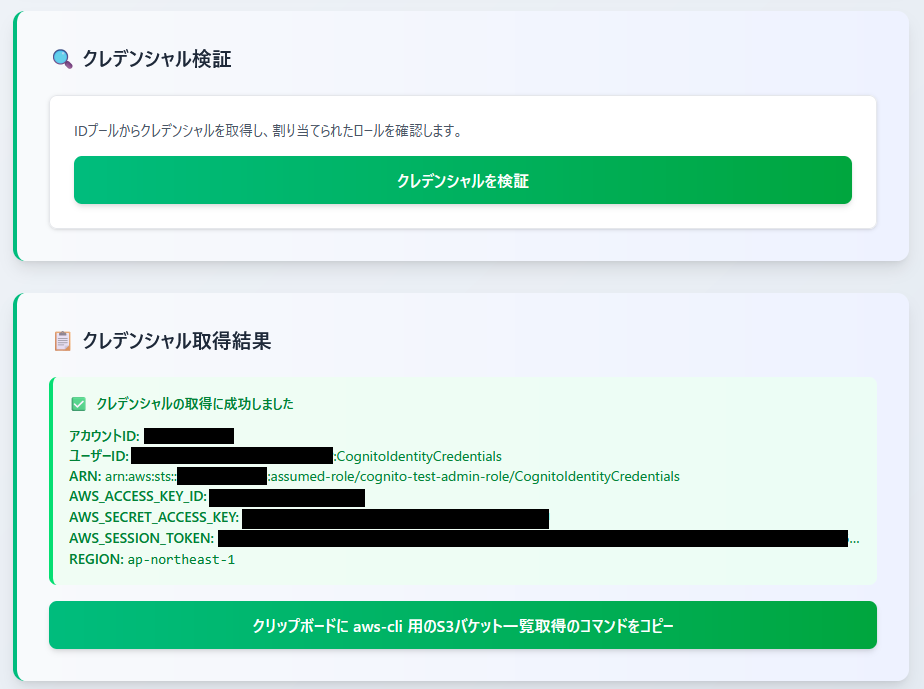 クレデンシャル検証
IDプールからクレデンシャルを取得し、割り当てられたロールを確認します。
クレデンシャルを検証
クレデンシャル取得結果
クレデンシャルの取得に成功しました
アカウントID:
ユーザーID: :CognitoIdentityCredentials
ARN: arn:aws:sts:: :assumed-role/cognito-test-admin-role/CognitoIdentityCredentials
AWS_ACCESS_KEY_ID:
AWS_SECRET_ACCESS_KEY:
AWS_SESSION_TOKEN: ...
REGION: ap-northeast-1
クリップボードに aws-cli 用のS3バケット一覧取得のコマンドをコピー